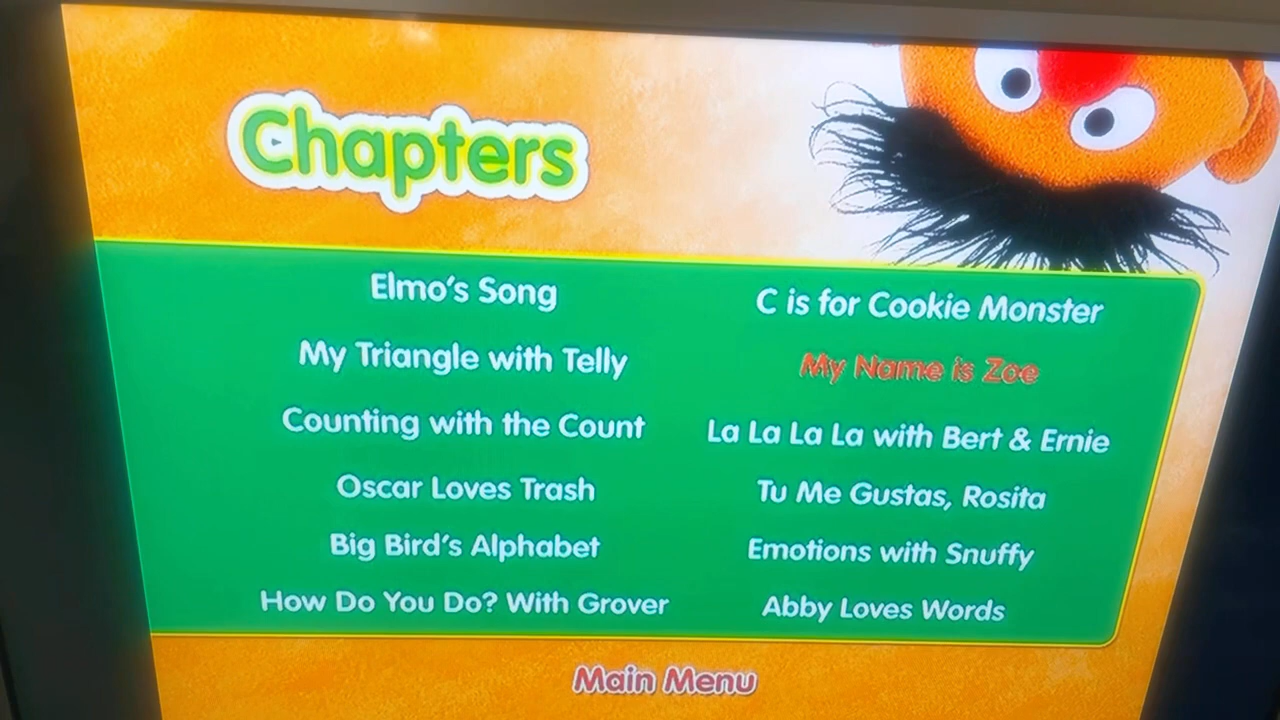 Chapters
Elmo's Song
My Triangle with Telly
Counting with the Count
Oscar Loves Trash
Big Bird's Alphabet
How Do You Do? With Grover
C is for Cookie Monster
My Name is Zoe
La La La La with Bert & Ernie
Tu Me Gustas, Rosita
Emotions with Snuffy
Abby Loves Words
Main Menu